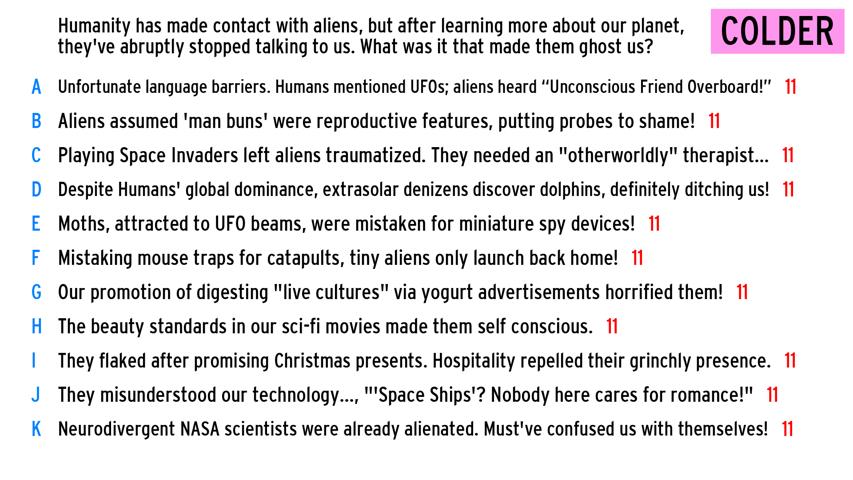 Humanity has made contact with aliens, but after learning more about our planet,
they've abruptly stopped talking to us. What was it that made them ghost us?
COLDER
A Unfortunate language barriers. Humans mentioned UFOs; aliens heard “Unconscious Friend Overboard!” 11
B Aliens assumed 'man buns' were reproductive features, putting probes to shame! 11
C Playing Space Invaders left aliens traumatized. They needed an "otherworldly" therapist... 11
D Despite Humans' global dominance, extrasolar denizens discover dolphins, definitely ditching us! 11
E Moths, attracted to UFO beams, were mistaken for miniature spy devices! 11
F Mistaking mouse traps for catapults, tiny aliens only launch back home! 11
G Our promotion of digesting "live cultures" via yogurt advertisements horrified them! 11
H The beauty standards in our sci-fi movies made them self conscious. 11
I They flaked after promising Christmas presents. Hospitality repelled their grinchly presence. 11
J They misunderstood our technology..., "'Space Ships'? Nobody here cares for romance!" 11
K Neurodivergent NASA scientists were already alienated. Must've confused us with themselves! 11